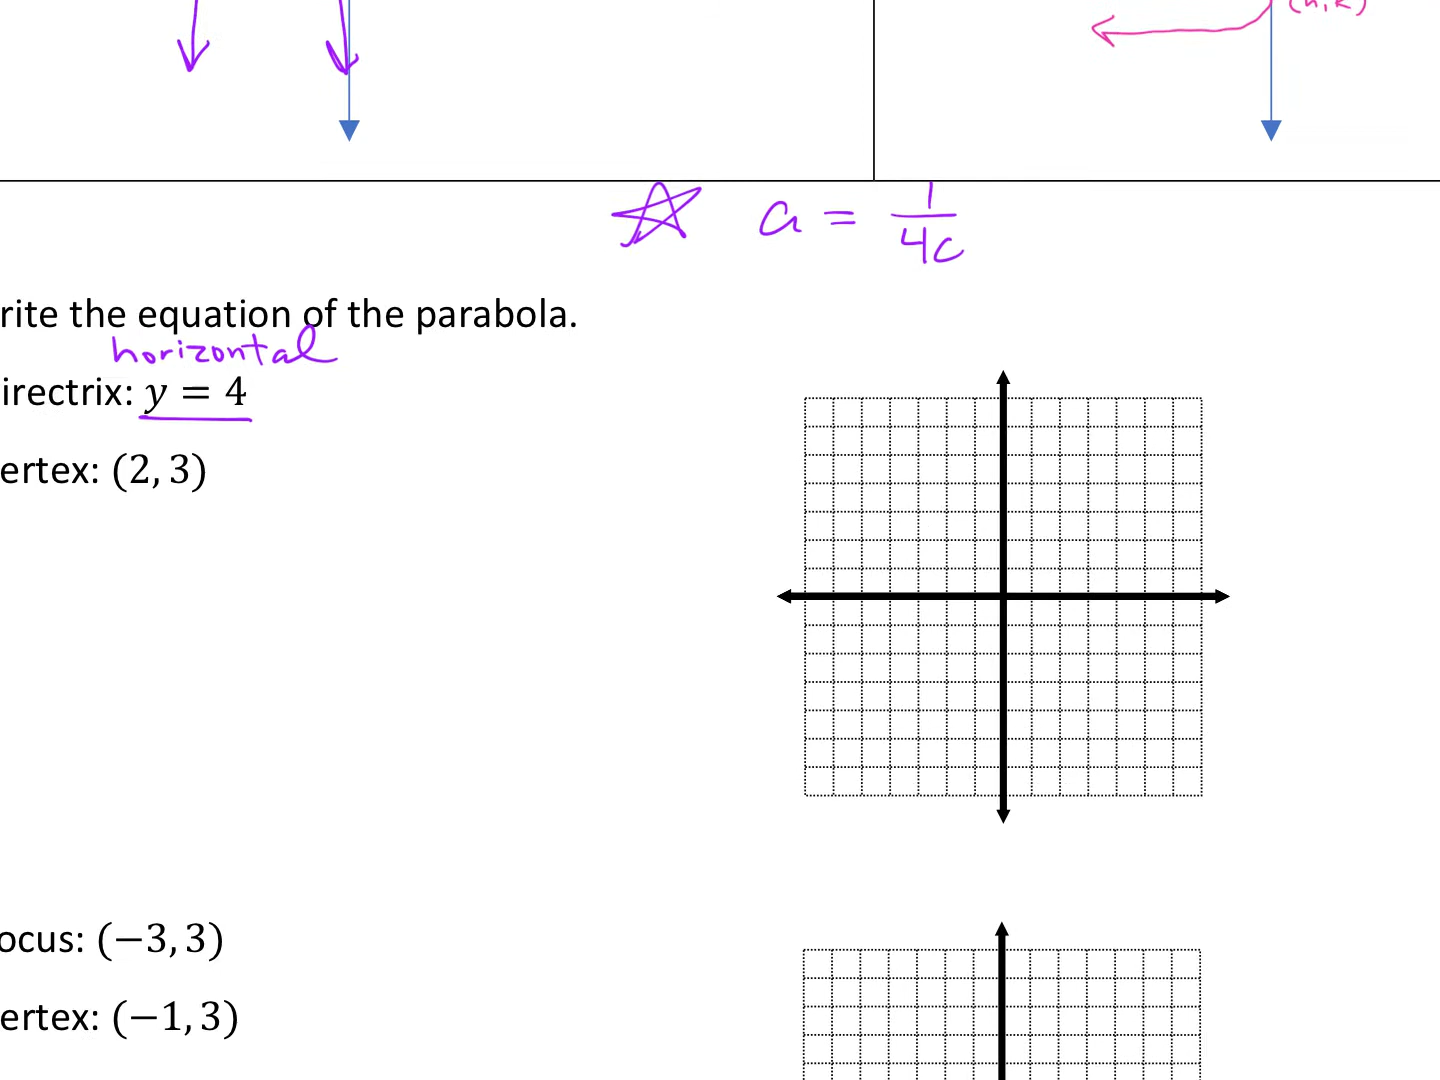 (h,k)
☆ a = 1/4c
rite the equation of the parabola.
horizontal
irectrix: y = 4
ertex: (2, 3)
ocus: (−3, 3)
ertex: (−1, 3)